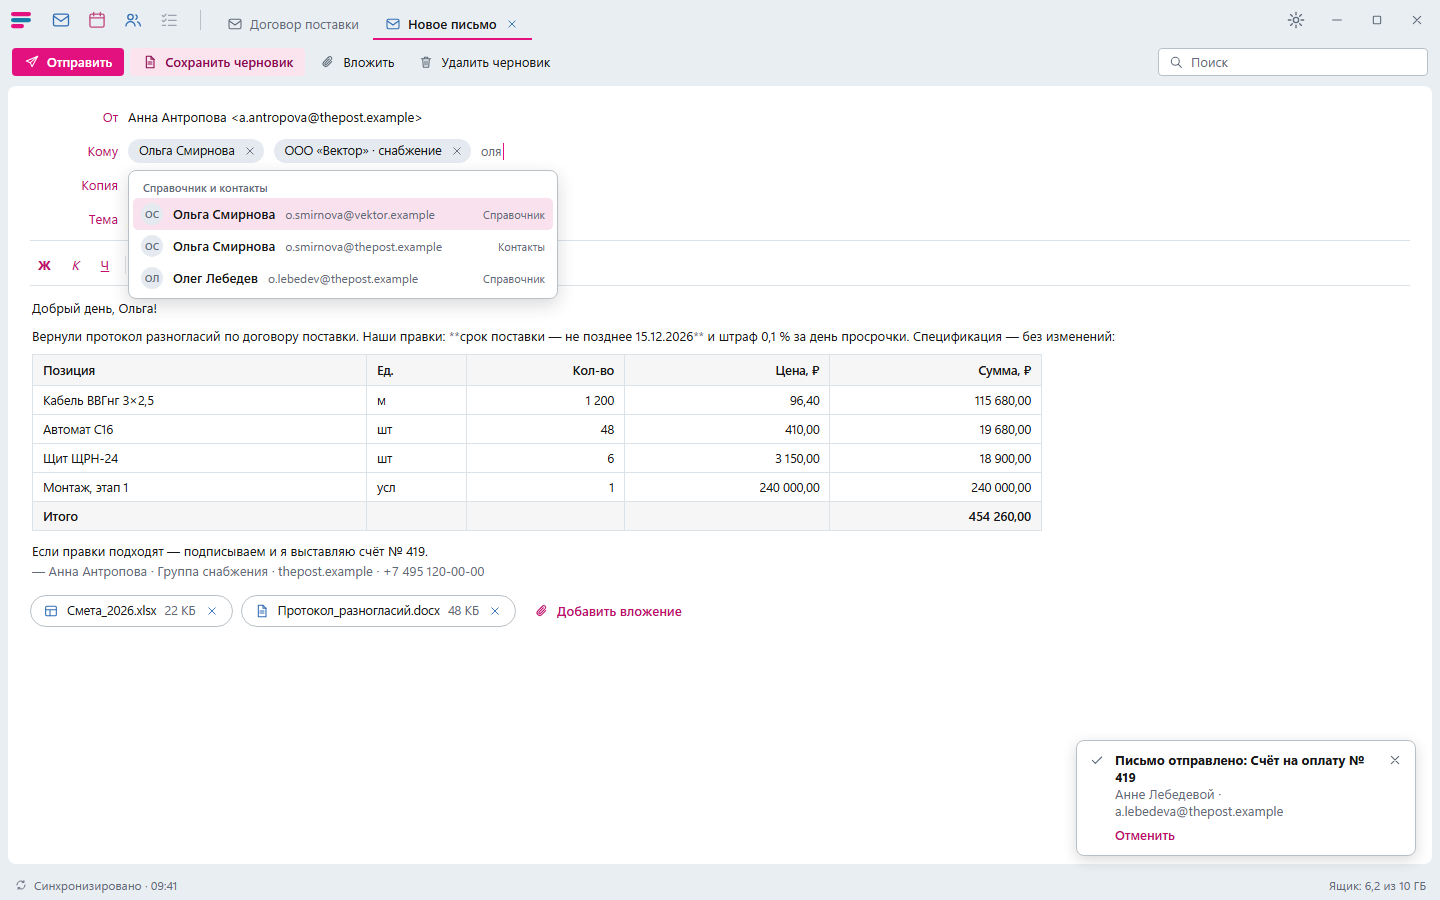 Договор поставки
Новое письмо
Отправить
Сохранить черновик
Вложить
Удалить черновик
Поиск
От Анна Антропова <a.antropova@thepost.example>
Кому Ольга Смирнова ООО «Вектор» · снабжение оля
Копия
Тема
Справочник и контакты
ОС Ольга Смирнова o.smirnova@vektor.example Справочник
ОС Ольга Смирнова o.smirnova@thepost.example Контакты
ОЛ Олег Лебедев o.lebedev@thepost.example Справочник
Ж К Ч
Добрый день, Ольга!
Вернули протокол разногласий по договору поставки. Наши правки: **срок поставки — не позднее 15.12.2026** и штраф 0,1 % за день просрочки. Спецификация — без изменений:
Позиция Ед. Кол-во Цена, ₽ Сумма, ₽
Кабель ВВГнг 3×2,5 м 1 200 96,40 115 680,00
Автомат С16 шт 48 410,00 19 680,00
Щит ЩРН-24 шт 6 3 150,00 18 900,00
Монтаж, этап 1 усл 1 240 000,00 240 000,00
Итого 454 260,00
Если правки подходят — подписываем и я выставляю счёт № 419.
— Анна Антропова · Группа снабжения · thepost.example · +7 495 120-00-00
Смета_2026.xlsx 22 КБ
Протокол_разногласий.docx 48 КБ
Добавить вложение
Письмо отправлено: Счёт на оплату №
419
Анне Лебедевой ·
a.lebedeva@thepost.example
Отменить
Синхронизировано · 09:41
Ящик: 6,2 из 10 ГБ